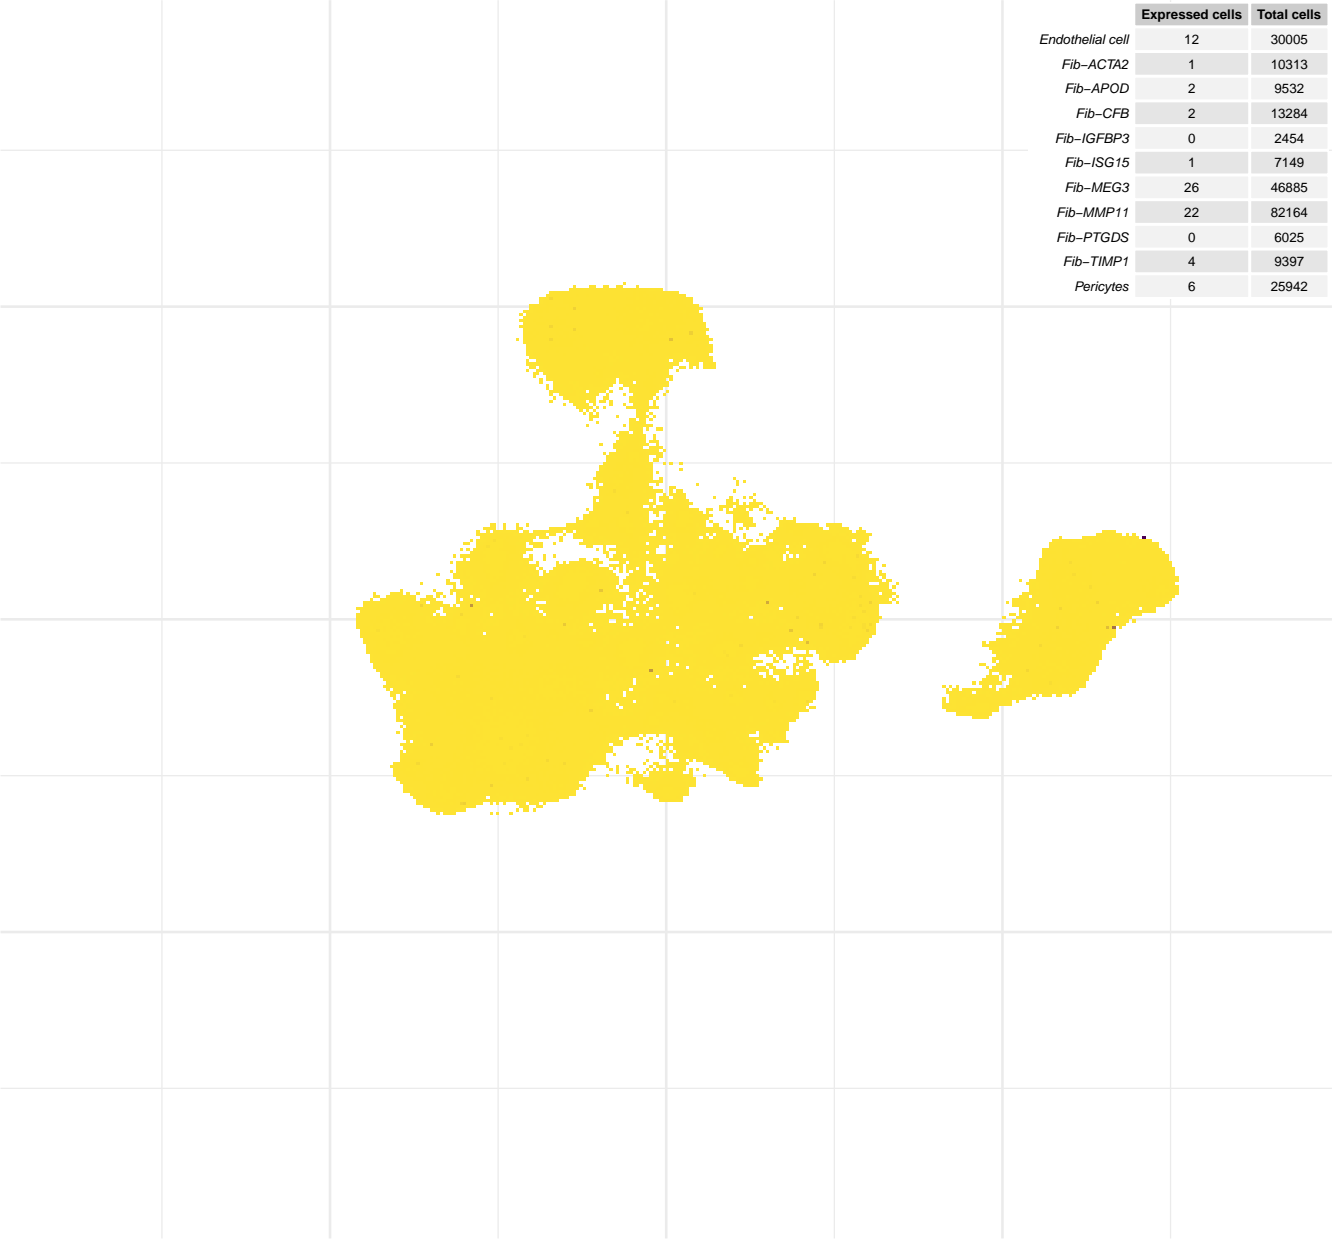 Expressed cells Total cells
Endothelial cell 12 30005
Fib−ACTA2 1 10313
Fib−APOD 2 9532
Fib−CFB 2 13284
Fib−IGFBP3 0 2454
Fib−ISG15 1 7149
Fib−MEG3 26 46885
Fib−MMP11 22 82164
Fib−PTGDS 0 6025
Fib−TIMP1 4 9397
Pericytes 6 25942